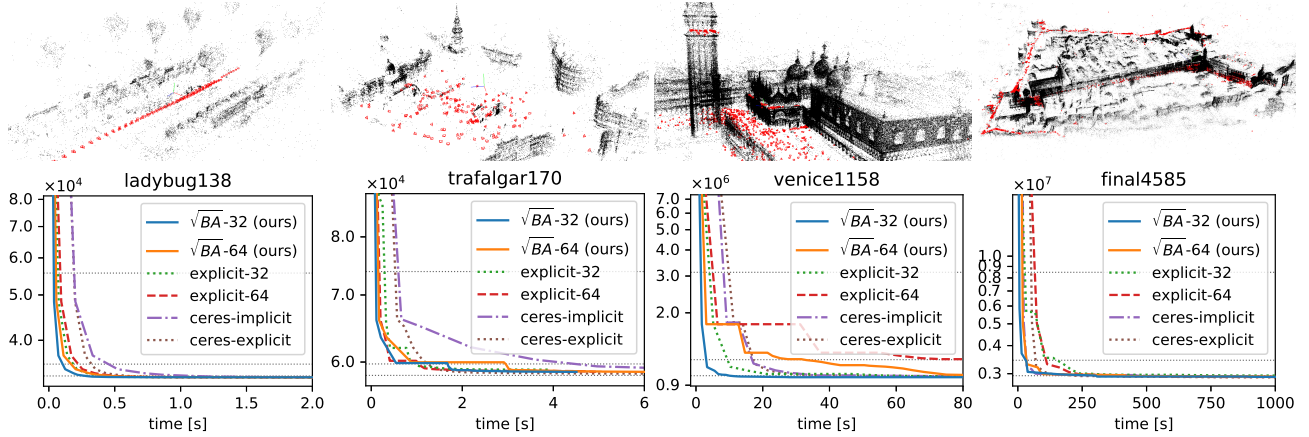 ladybug138
×10⁴
8.0
7.0
6.0
5.0
4.0
√BA-32 (ours)
√BA-64 (ours)
explicit-32
explicit-64
ceres-implicit
ceres-explicit
0.0 0.5 1.0 1.5 2.0
time [s]
trafalgar170
×10⁴
8.0
7.0
6.0
√BA-32 (ours)
√BA-64 (ours)
explicit-32
explicit-64
ceres-implicit
ceres-explicit
0 2 4 6
time [s]
venice1158
×10⁶
7.0
6.0
5.0
4.0
3.0
2.0
0.9
√BA-32 (ours)
√BA-64 (ours)
explicit-32
explicit-64
ceres-implicit
ceres-explicit
0 20 40 60 80
time [s]
final4585
×10⁷
1.0
0.9
0.8
0.7
0.5
0.4
0.3
√BA-32 (ours)
√BA-64 (ours)
explicit-32
explicit-64
ceres-implicit
ceres-explicit
0 250 500 750 1000
time [s]